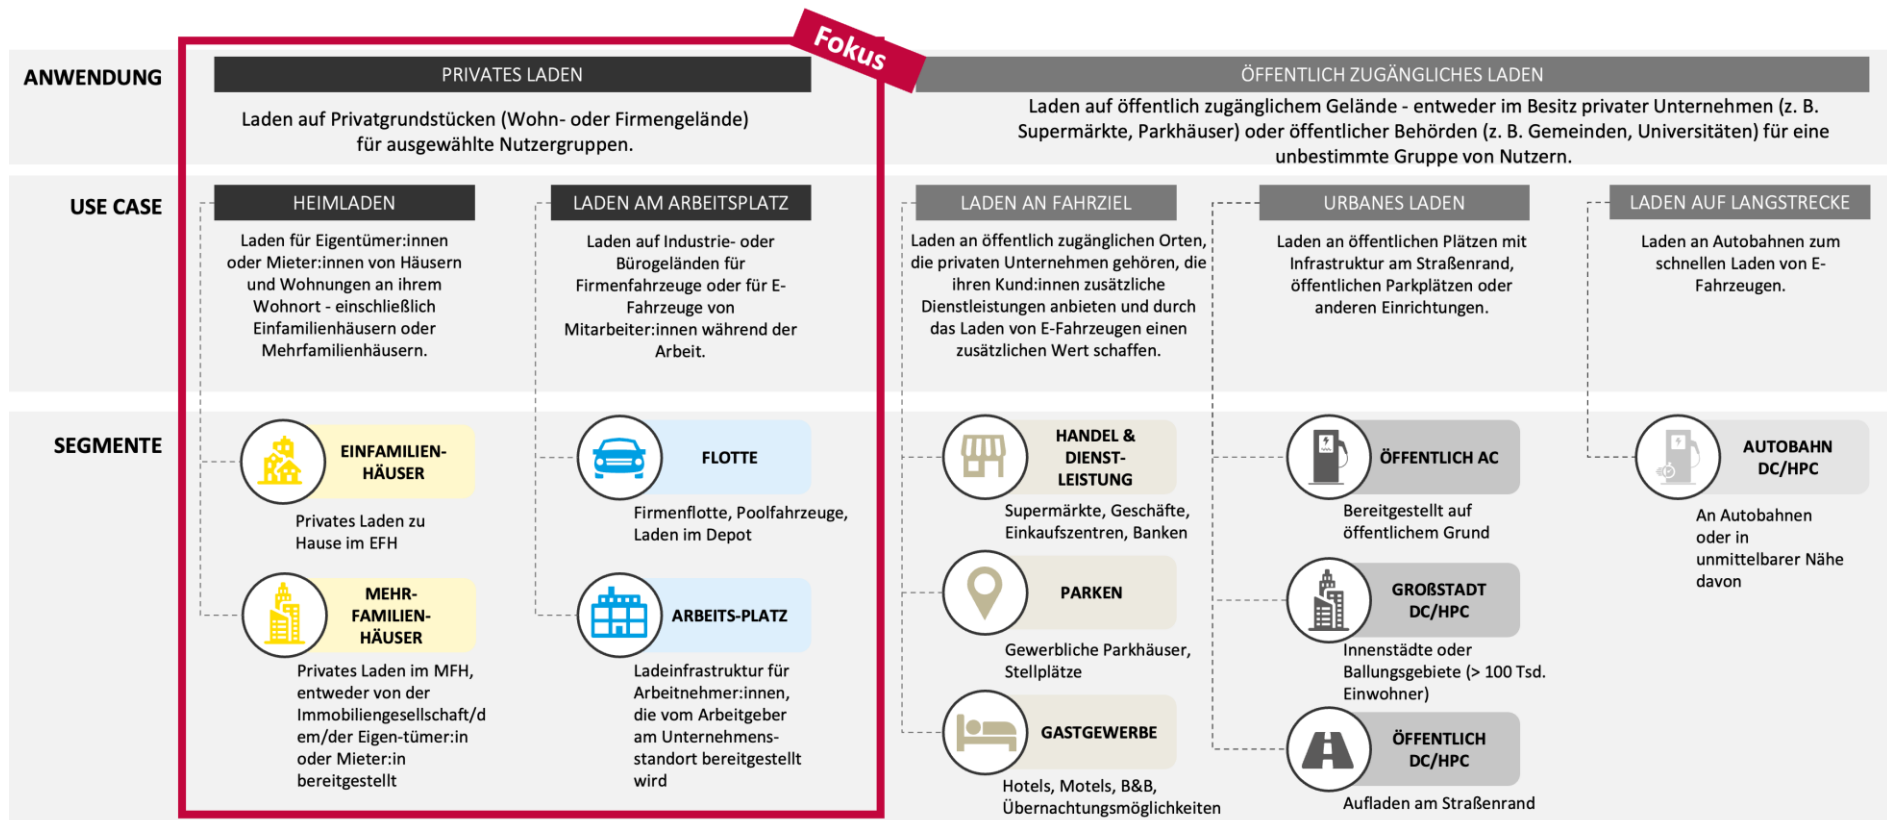 Fokus
ANWENDUNG
PRIVATES LADEN
Laden auf Privatgrundstücken (Wohn- oder Firmengelände)
für ausgewählte Nutzergruppen.
ÖFFENTLICH ZUGÄNGLICHES LADEN
Laden auf öffentlich zugänglichem Gelände - entweder im Besitz privater Unternehmen (z. B.
Supermärkte, Parkhäuser) oder öffentlicher Behörden (z. B. Gemeinden, Universitäten) für eine
unbestimmte Gruppe von Nutzern.
USE CASE
HEIMLADEN
Laden für Eigentümer:innen
oder Mieter:innen von Häusern
und Wohnungen an ihrem
Wohnort - einschließlich
Einfamilienhäusern oder
Mehrfamilienhäusern.
LADEN AM ARBEITSPLATZ
Laden auf Industrie- oder
Bürogeländen für
Firmenfahrzeuge oder für E-
Fahrzeuge von
Mitarbeiter:innen während der
Arbeit.
LADEN AN FAHRZIEL
Laden an öffentlich zugänglichen Orten,
die privaten Unternehmen gehören, die
ihren Kund:innen zusätzliche
Dienstleistungen anbieten und durch
das Laden von E-Fahrzeugen einen
zusätzlichen Wert schaffen.
URBANES LADEN
Laden an öffentlichen Plätzen mit
Infrastruktur am Straßenrand,
öffentlichen Parkplätzen oder
anderen Einrichtungen.
LADEN AUF LANGSTRECKE
Laden an Autobahnen zum
schnellen Laden von E-
Fahrzeugen.
SEGMENTE
EINFAMILIEN-
HÄUSER
Privates Laden zu
Hause im EFH
MEHR-
FAMILIEN-
HÄUSER
Privates Laden im MFH,
entweder von der
Immobiliengesellschaft/d
em/der Eigen-tümer:in
oder Mieter:in
bereitgestellt
FLOTTE
Firmenflotte, Poolfahrzeuge,
Laden im Depot
ARBEITS-PLATZ
Ladeinfrastruktur für
Arbeitnehmer:innen,
die vom Arbeitgeber
am Unternehmens-
standort bereitgestellt
wird
HANDEL &
DIENST-
LEISTUNG
Supermärkte, Geschäfte,
Einkaufszentren, Banken
PARKEN
Gewerbliche Parkhäuser,
Stellplätze
GASTGEWERBE
Hotels, Motels, B&B,
Übernachtungsmöglichkeiten
ÖFFENTLICH AC
Bereitgestellt auf
öffentlichem Grund
GROßSTADT
DC/HPC
Innenstädte oder
Ballungsgebiete (> 100 Tsd.
Einwohner)
ÖFFENTLICH
DC/HPC
Aufladen am Straßenrand
AUTOBAHN
DC/HPC
An Autobahnen
oder in
unmittelbarer Nähe
davon